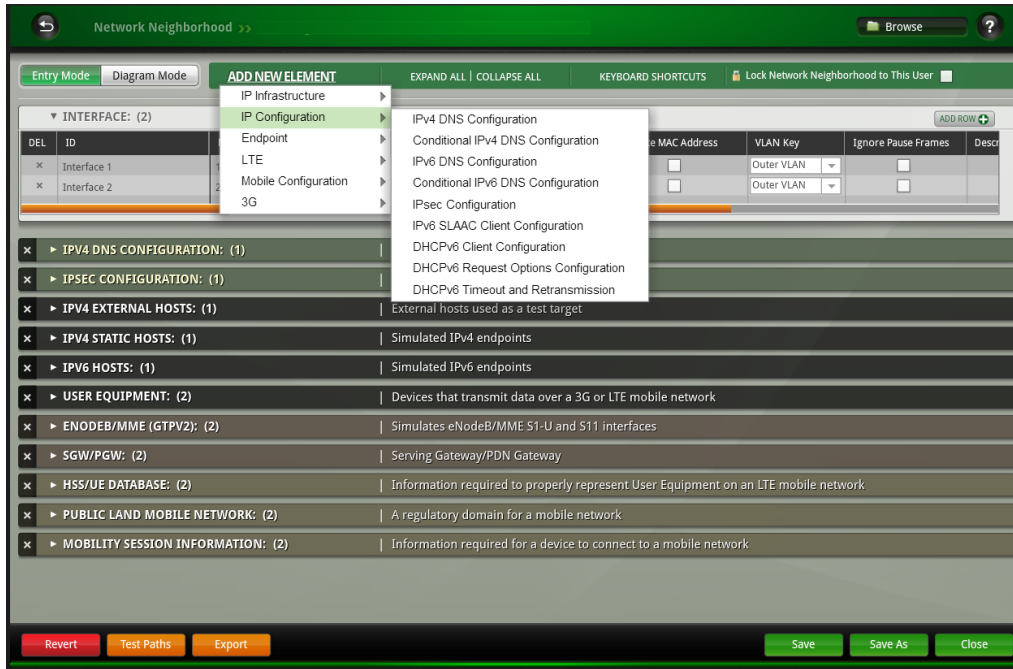 Network Neighborhood >>
Browse
?
Entry Mode Diagram Mode ADD NEW ELEMENT EXPAND ALL | COLLAPSE ALL KEYBOARD SHORTCUTS Lock Network Neighborhood to This User
IP Infrastructure
IP Configuration
Endpoint
LTE
Mobile Configuration
3G
IPv4 DNS Configuration
Conditional IPv4 DNS Configuration
IPv6 DNS Configuration
Conditional IPv6 DNS Configuration
IPsec Configuration
IPv6 SLAAC Client Configuration
DHCPv6 Client Configuration
DHCPv6 Request Options Configuration
DHCPv6 Timeout and Retransmission
INTERFACE: (2) ADD ROW
DEL ID MAC Address VLAN Key Ignore Pause Frames Descr
× Interface 1 1 Outer VLAN
× Interface 2 2 Outer VLAN
× IPV4 DNS CONFIGURATION: (1) |
× IPSEC CONFIGURATION: (1) |
× IPV4 EXTERNAL HOSTS: (1) | External hosts used as a test target
× IPV4 STATIC HOSTS: (1) | Simulated IPv4 endpoints
× IPV6 HOSTS: (1) | Simulated IPv6 endpoints
× USER EQUIPMENT: (2) | Devices that transmit data over a 3G or LTE mobile network
× ENODEB/MME (GTPV2): (2) | Simulates eNodeB/MME S1-U and S11 interfaces
× SGW/PGW: (2) | Serving Gateway/PDN Gateway
× HSS/UE DATABASE: (2) | Information required to properly represent User Equipment on an LTE mobile network
× PUBLIC LAND MOBILE NETWORK: (2) | A regulatory domain for a mobile network
× MOBILITY SESSION INFORMATION: (2) | Information required for a device to connect to a mobile network
Revert Test Paths Export Save Save As Close